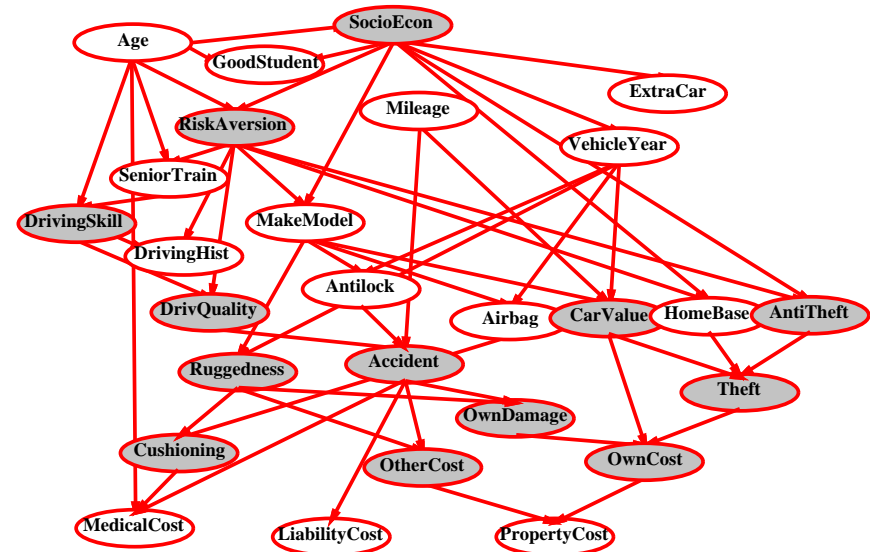 SocioEcon
Age
GoodStudent
ExtraCar
Mileage
RiskAversion
VehicleYear
SeniorTrain
DrivingSkill
MakeModel
DrivingHist
Antilock
DrivQuality
Airbag
CarValue
HomeBase
AntiTheft
Ruggedness
Accident
Theft
OwnDamage
Cushioning
OtherCost
OwnCost
MedicalCost
LiabilityCost
PropertyCost